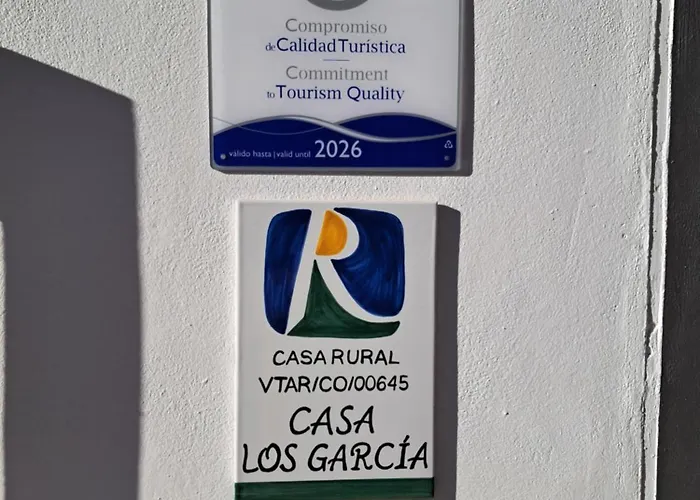 Compromiso
de Calidad Turística
Commitment
to Tourism Quality
válido hasta | valid until 2026
R
CASA RURAL
VTAR/CO/00645
CASA
LOS GARCÍA